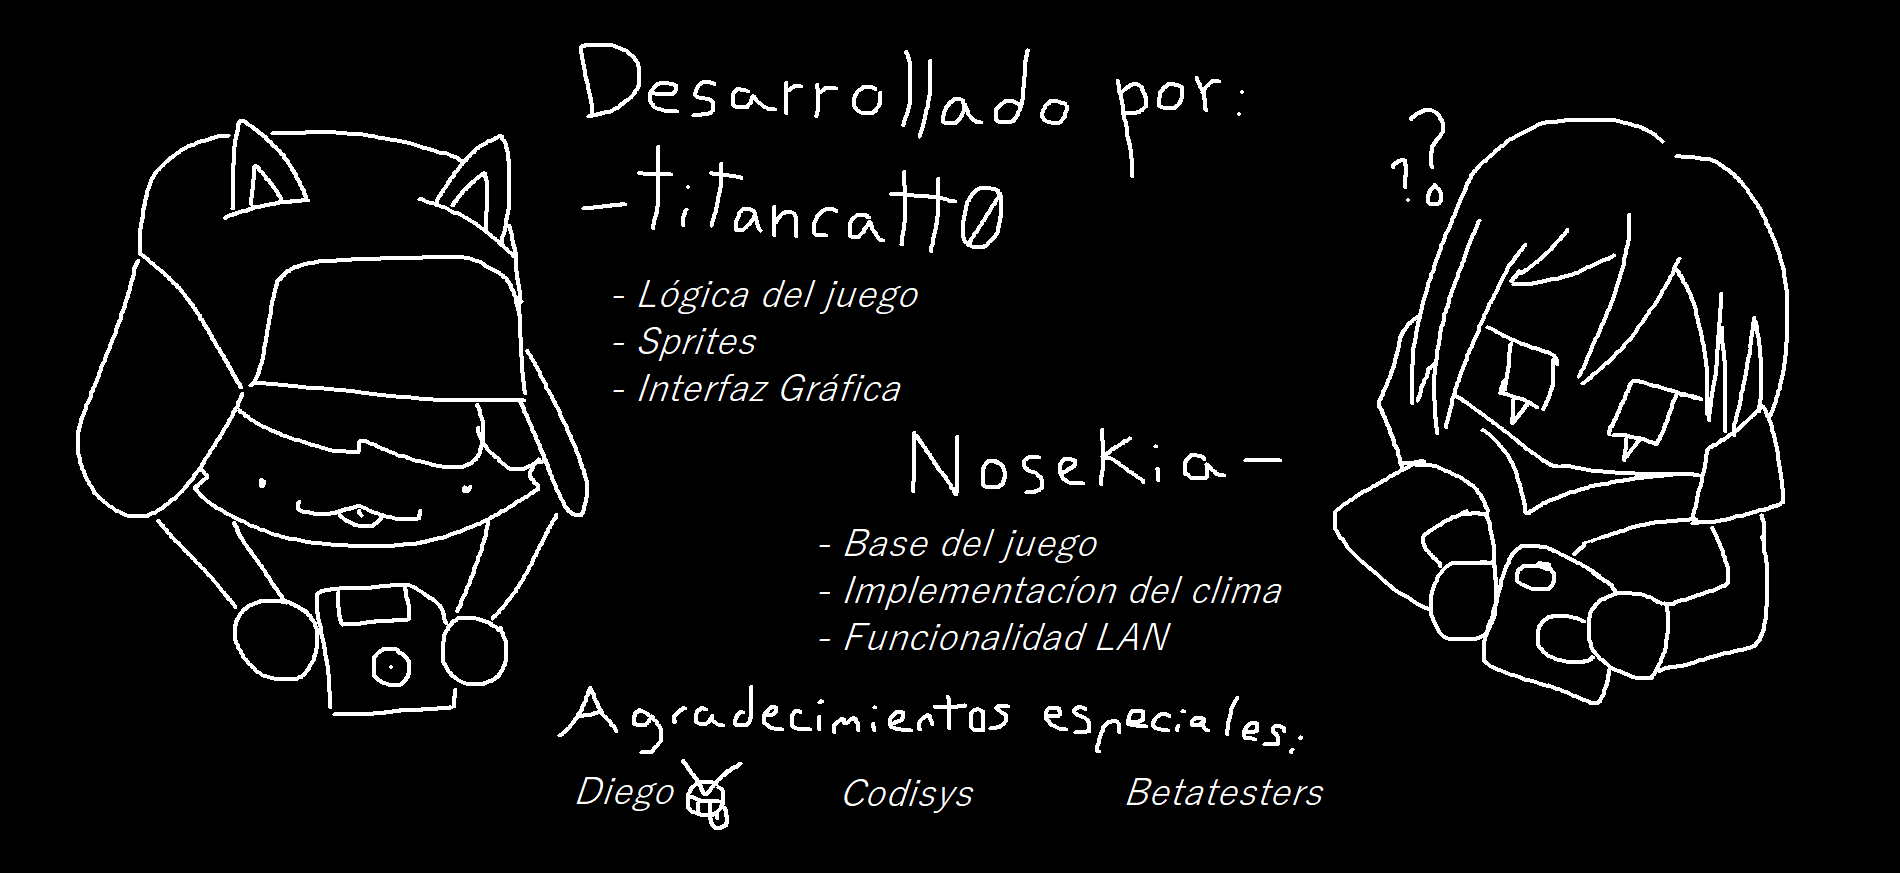 Desarrollado por:
-titancatt0
- Lógica del juego
- Sprites
- Interfaz Gráfica
Nosekia-
- Base del juego
- Implementacíon del clima
- Funcionalidad LAN
??
Agradecimientos especiales:
Diego Codisys Betatesters